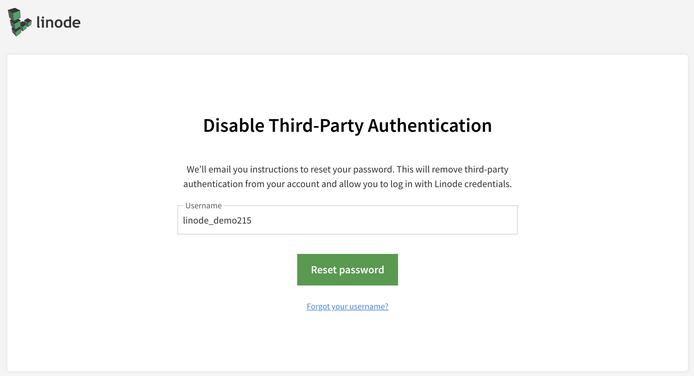 linode
Disable Third-Party Authentication
We'll email you instructions to reset your password. This will remove third-party
authentication from your account and allow you to log in with Linode credentials.
Username
linode_demo215
Reset password
Forgot your username?